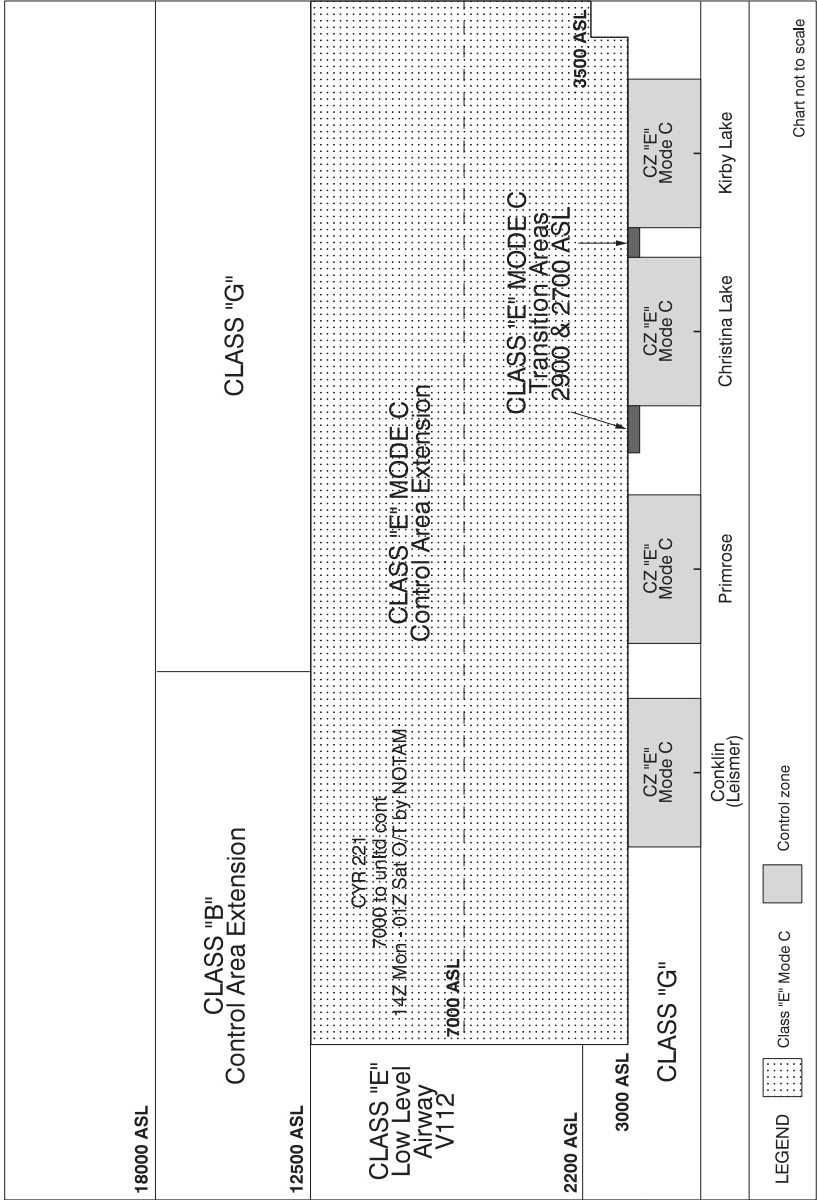 18000 ASL
CLASS "B"
Control Area Extension
CLASS "G"
12500 ASL
CLASS "E"
Low Level
Airway
V112
CYR 221
7000 to unltd cont
14Z Mon - 01Z Sat O/T by NOTAM
7000 ASL
CLASS "E" MODE C
Control Area Extension
CLASS "E" MODE C
Transition Areas
2900 & 2700 ASL
3500 ASL
2200 AGL
3000 ASL
CLASS "G"
CZ "E"
Mode C
CZ "E"
Mode C
CZ "E"
Mode C
CZ "E"
Mode C
Conklin
(Leismer)
Primrose
Christina Lake
Kirby Lake
LEGEND
Class "E" Mode C
Control zone
Chart not to scale